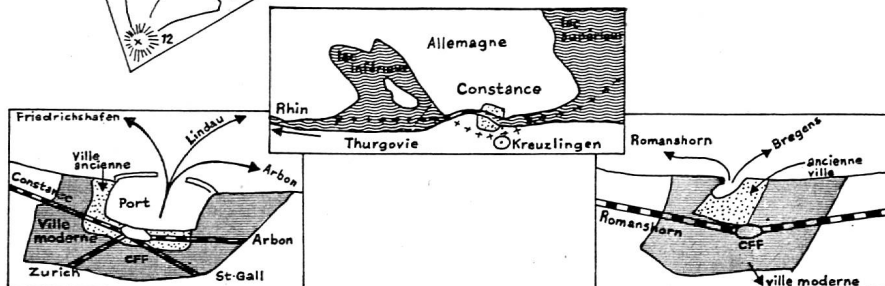 12
lac
supérieur
Allemagne
lac
inférieur
Constance
Rhin
Thurgovie
Kreuzlingen
Friedrichshafen
Lindau
Ville
ancienne
Arbon
Constance
Port
Ville
moderne
Arbon
CFF
Zurich
St-Gall
Romanshorn
Bregens
ancienne
ville
Romanshorn
CFF
ville moderne